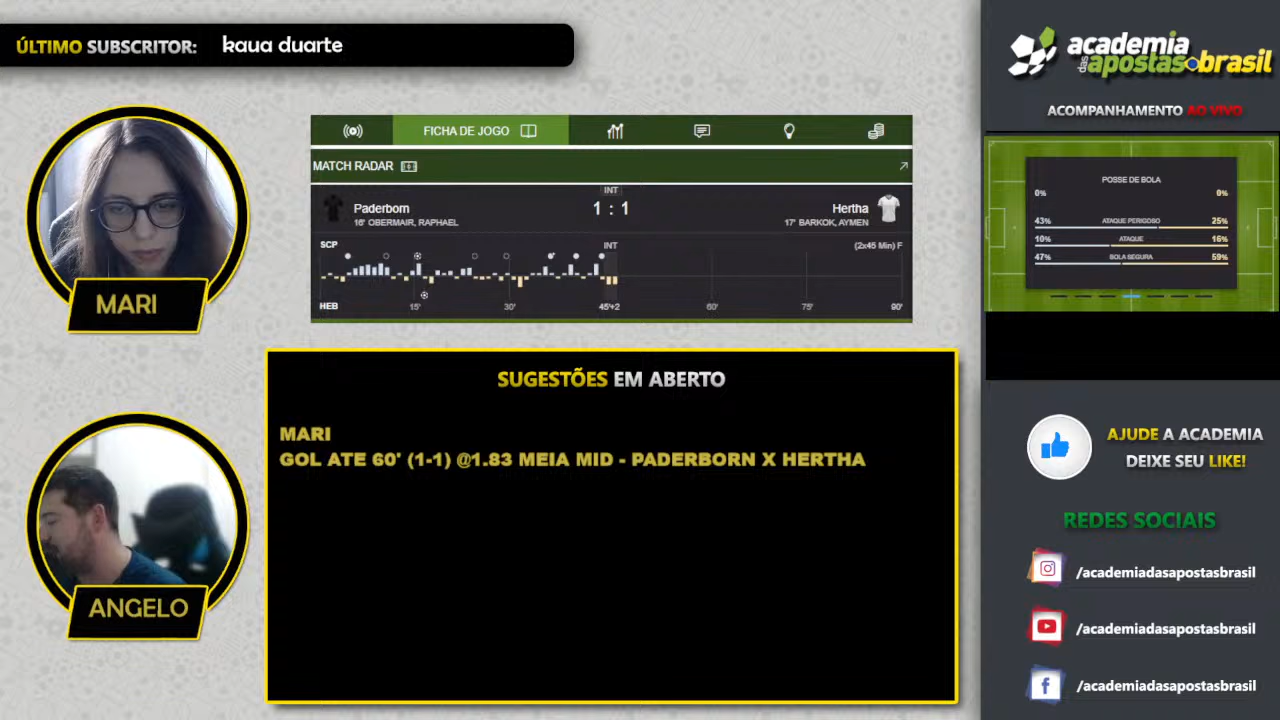 ÚLTIMO SUBSCRITOR: kaua duarte
MARI
ANGELO
FICHA DE JOGO
MATCH RADAR
INT
Paderborn
1 : 1
Hertha
16' OBERMAIR, RAPHAEL
17' BARKOK, AYMEN
SCP
INT
(2x45 Min) F
HEB
15'
30'
45'+2
60'
75'
90'
SUGESTÕES EM ABERTO
MARI
GOL ATE 60' (1-1) @1.83 MEIA MID - PADERBORN X HERTHA
academia
das apostas brasil
ACOMPANHAMENTO AO VIVO
POSSE DE BOLA
0% 0%
43% ATAQUE PERIGOSO 25%
10% ATAQUE 16%
47% BOLA SEGURA 59%
AJUDE A ACADEMIA
DEIXE SEU LIKE!
REDES SOCIAIS
/academiadasapostasbrasil
/academiadasapostasbrasil
/academiadasapostasbrasil